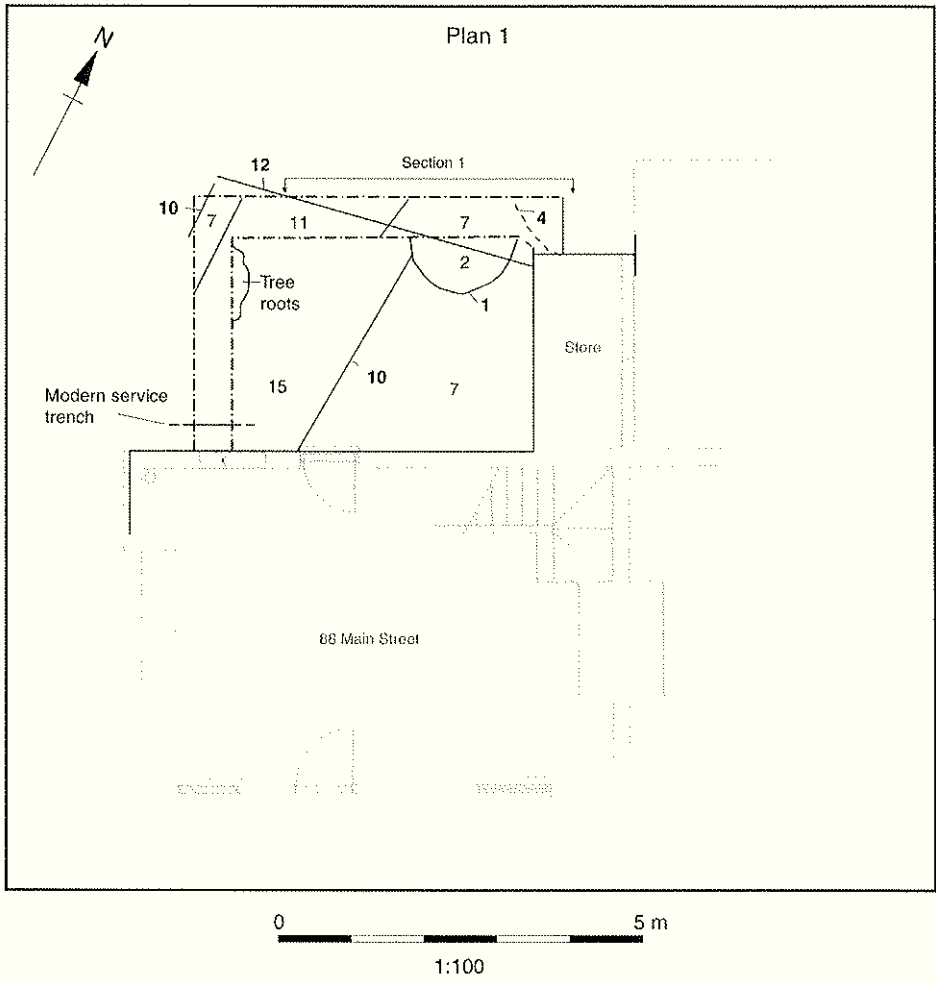 Plan 1
N
12
Section 1
10
7
11
7
4
2
1
Tree
roots
Store
10
15
7
Modern service
trench
88 Main Street
0
5 m
1:100